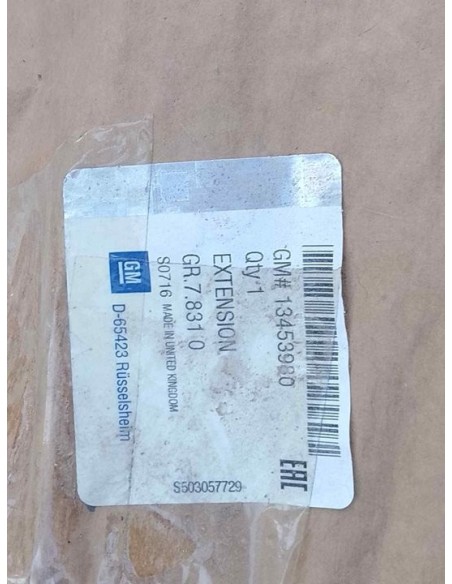 GM# 13453980
Qty 1
EXTENSION
GR.7.831 0
S0716 MADE IN UNITED KINGDOM
GM
D-65423 Rüsselsheim
EAC
S503057729